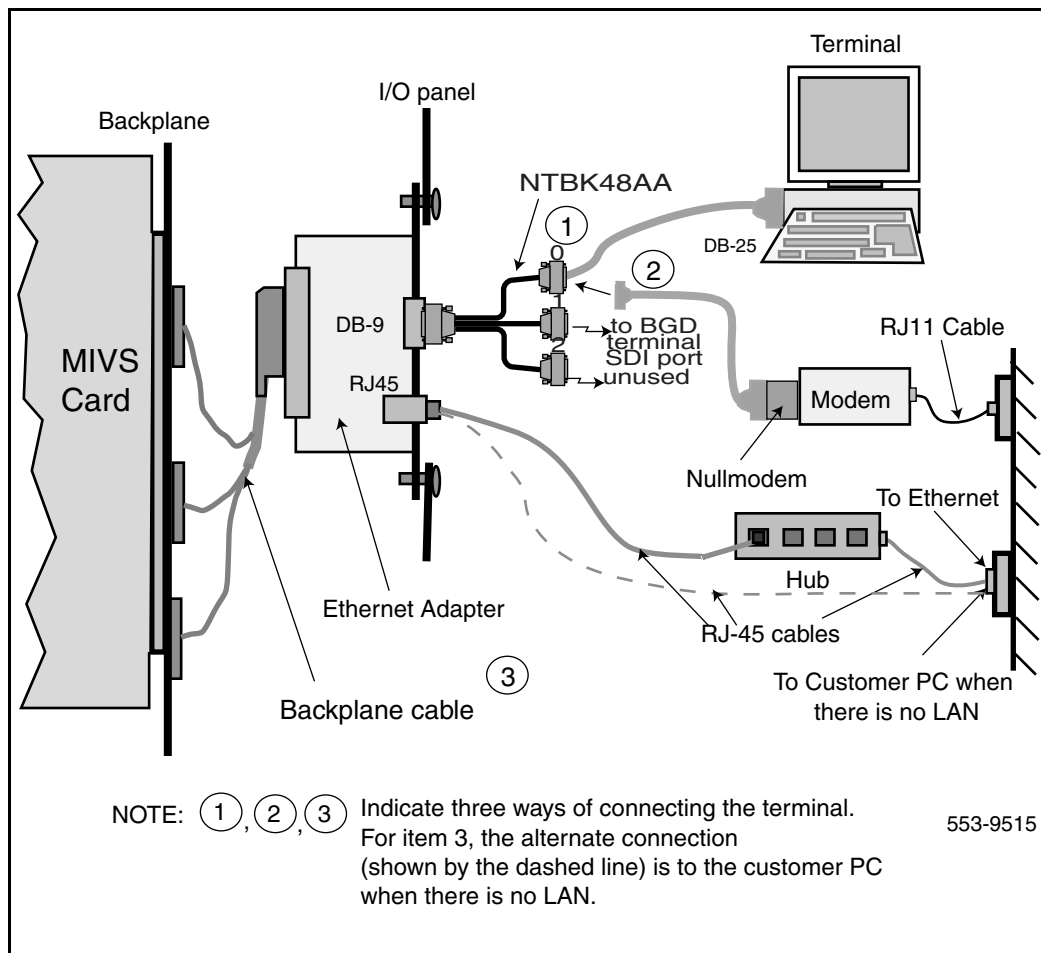 Terminal
I/O panel
Backplane
NTBK48AA
1
0
DB-25
2
1
to BGD
terminal
2
SDI port
unused
DB-9
RJ11 Cable
MIVS
Card
RJ45
Modem
Nullmodem
To Ethernet
Hub
Ethernet Adapter
RJ-45 cables
3
Backplane cable
To Customer PC when
there is no LAN
NOTE: 1, 2, 3 Indicate three ways of connecting the terminal.
For item 3, the alternate connection
(shown by the dashed line) is to the customer PC
when there is no LAN.
553-9515